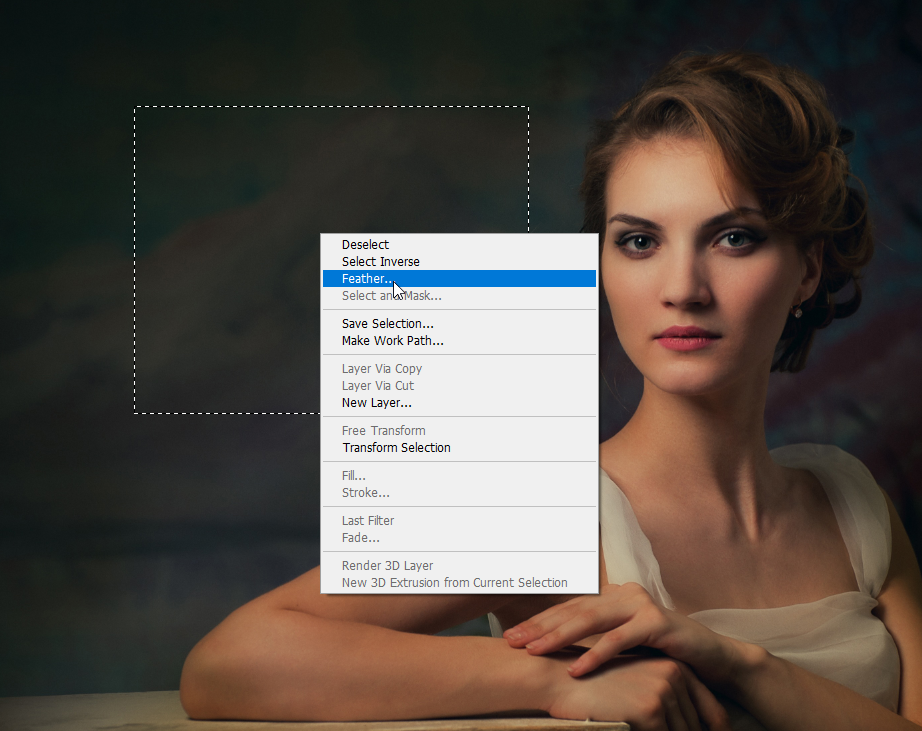 Deselect
Select Inverse
Feather...
Select and Mask...
Save Selection...
Make Work Path...
Layer Via Copy
Layer Via Cut
New Layer...
Free Transform
Transform Selection
Fill...
Stroke...
Last Filter
Fade...
Render 3D Layer
New 3D Extrusion from Current Selection